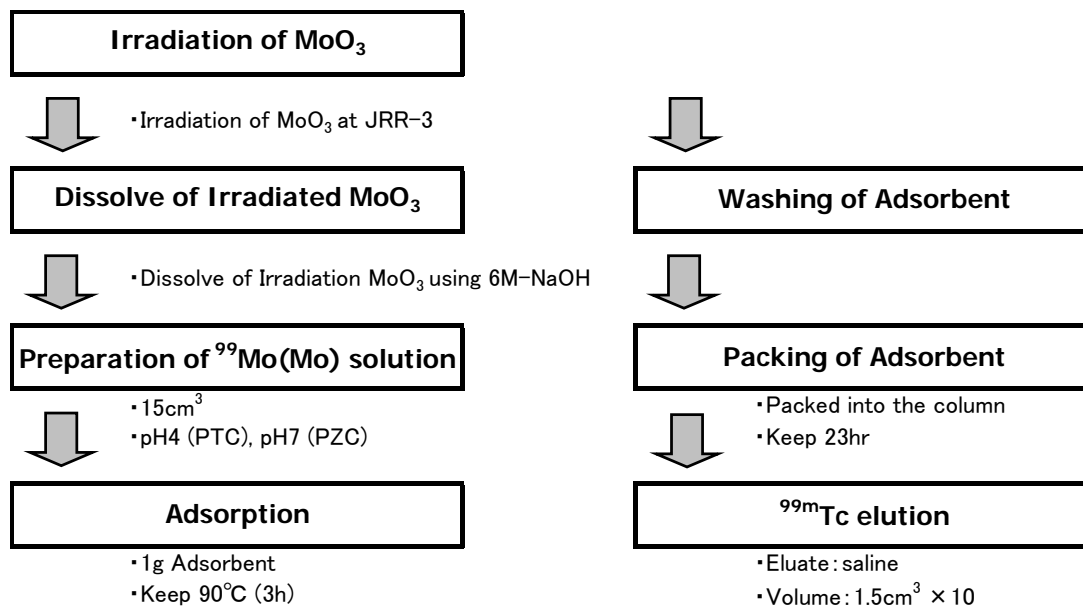 Irradiation of MoO₃
・Irradiation of MoO₃ at JRR-3
Dissolve of Irradiated MoO₃
・Dissolve of Irradiation MoO₃ using 6M-NaOH
Preparation of ⁹⁹Mo(Mo) solution
・15cm³
・pH4 (PTC), pH7 (PZC)
Adsorption
・1g Adsorbent
・Keep 90℃ (3h)
Washing of Adsorbent
Packing of Adsorbent
・Packed into the column
・Keep 23hr
⁹⁹ᵐTc elution
・Eluate：saline
・Volume：1.5cm³ × 10